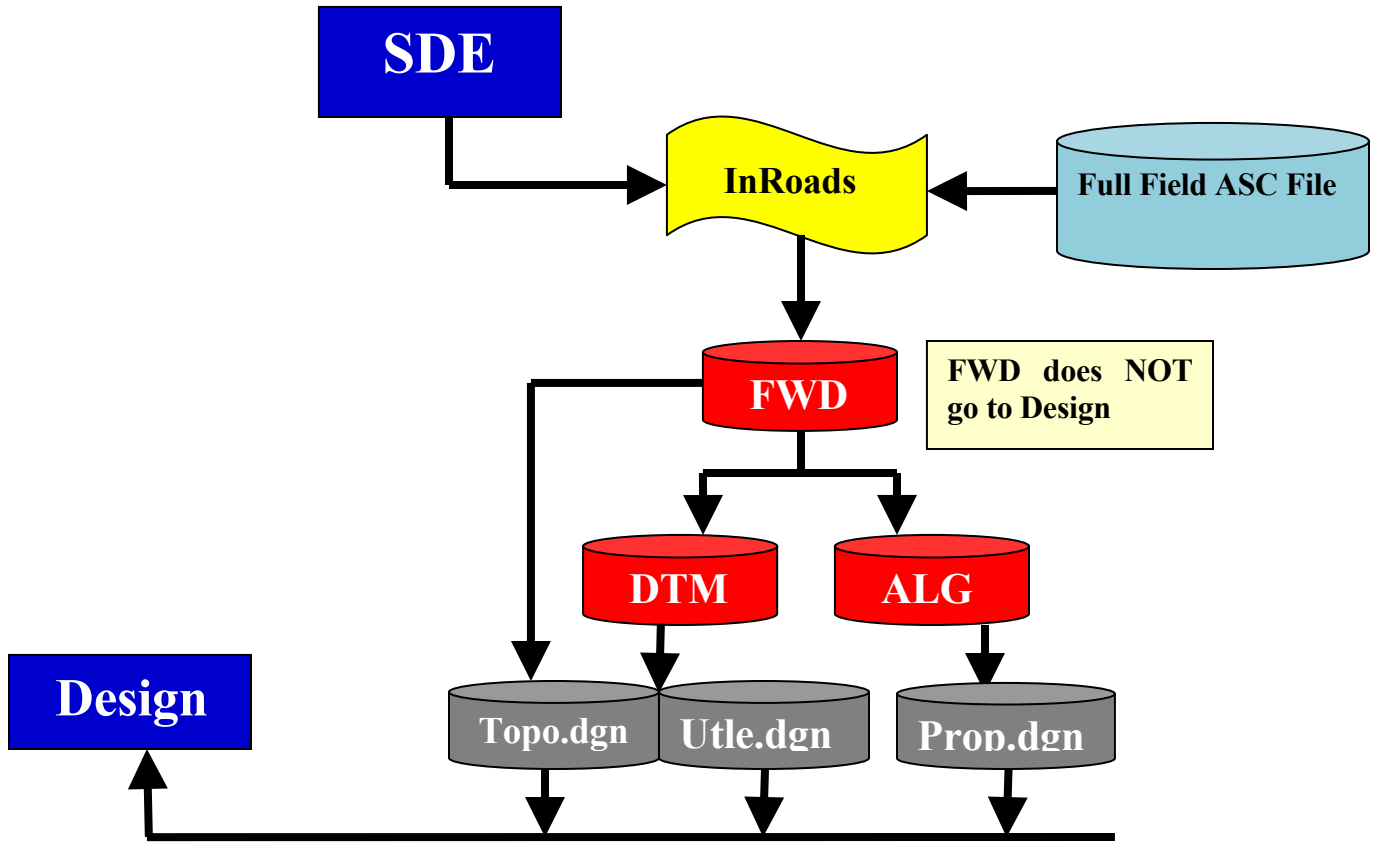 SDE
InRoads
Full Field ASC File
FWD
FWD does NOT
go to Design
DTM
ALG
Design
Topo.dgn
Utle.dgn
Prop.dgn